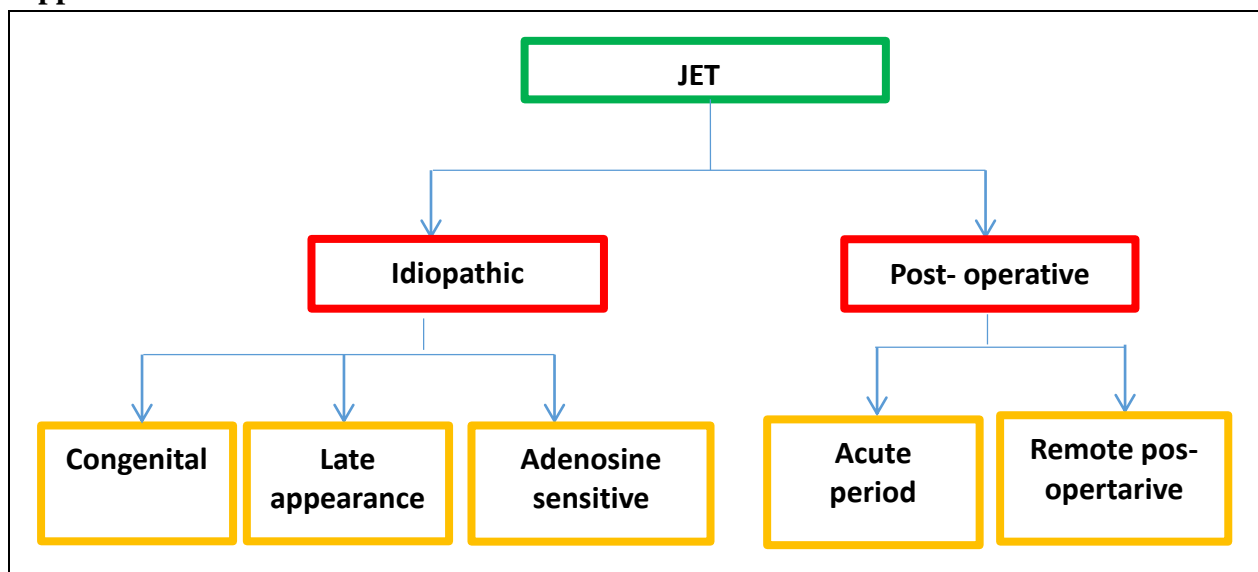 JET
Idiopathic
Post- operative
Congenital
Late
appearance
Adenosine
sensitive
Acute
period
Remote pos-
opertarive